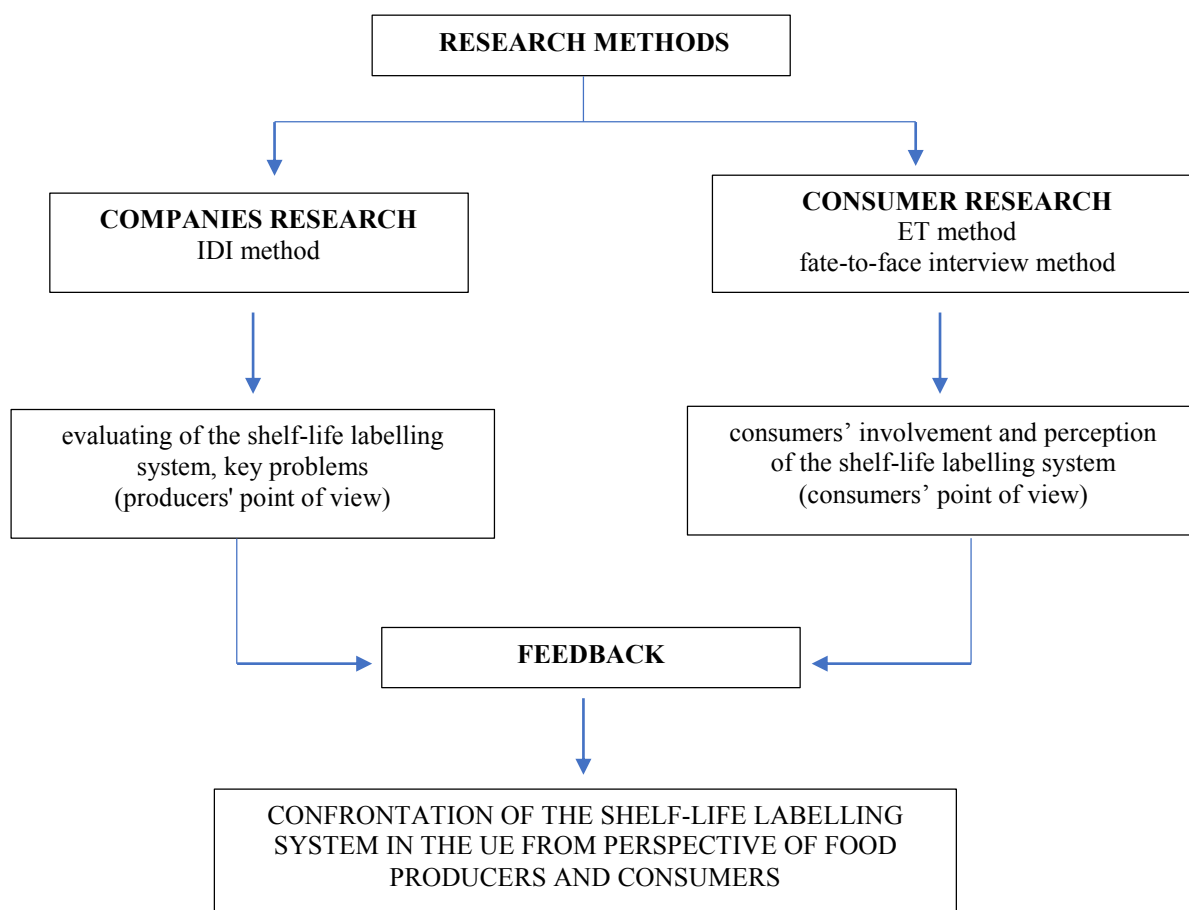 RESEARCH METHODS
COMPANIES RESEARCH
IDI method
CONSUMER RESEARCH
ET method
fate-to-face interview method
evaluating of the shelf-life labelling
system, key problems
(producers' point of view)
consumers’ involvement and perception
of the shelf-life labelling system
(consumers’ point of view)
FEEDBACK
CONFRONTATION OF THE SHELF-LIFE LABELLING
SYSTEM IN THE UE FROM PERSPECTIVE OF FOOD
PRODUCERS AND CONSUMERS